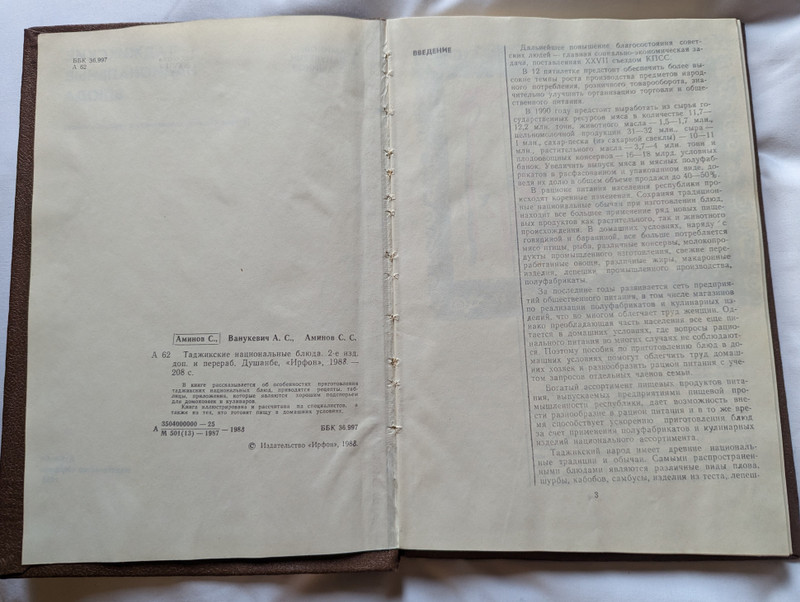 ББК 36.997
А 62
Аминов С., Ванукевич А. С., Аминов С. С.
А 62 Таджикские национальные блюда. 2-е изд.
доп. и перераб. Душанбе, «Ирфон», 1988. —
208 с.
В книге рассказывается об особенностях приготовления
таджикских национальных блюд, приводятся рецепты, таб-
лицы, приложения, которые являются хорошим подспорьем
для домохозяек и кулинаров.
Книга иллюстрирована и рассчитана на специалистов, а
также на тех, кто готовит пищу в домашних условиях.
А 3504000000 — 25 — 1988 ББК 36.997
М 501(13) — 1987
© Издательство «Ирфон», 1988.
ВВЕДЕНИЕ
Дальнейшее повышение благосостояния совет-
ских людей — главная социально-экономическая за-
дача, поставленная XXVII съездом КПСС.
В 12 пятилетке предстоит обеспечить более вы-
сокие темпы роста производства предметов народ-
ного потребления, розничного товарооборота, зна-
чительно улучшить организацию торговли и обще-
ственного питания.
В 1990 году предстоит выработать из сырья го-
сударственных ресурсов мяса в количестве 11,7—
12,2 млн. тонн, животного масла — 1,5—1,7 млн.,
цельномолочной продукции 31—32 млн., сыра —
1 млн., сахар-песка (из сахарной свеклы) — 10—11
млн., растительного масла — 3,7—4 млн. тонн и
плодоовощных консервов — 16—18 млрд. условных
банок. Увеличить выпуск мяса и мясных полуфаб-
рикатов в расфасованном и упакованном виде, до-
ведя их долю в общем объеме продажи до 40—50%.
В рационе питания населения республики про-
исходят коренные изменения. Сохраняя традицион-
ные национальные обычаи при изготовлении блюд,
находят все большее применение ряд новых пище-
вых продуктов как растительного, так и животного
происхождения. В домашних условиях, наряду с
говядиной и бараниной, все больше потребляется
мясо птицы, рыба, различные консервы, молокопро-
дукты промышленного изготовления, свежие пере-
работанные овощи, различные жиры, макаронные
изделия, лепешки промышленного производства,
полуфабрикаты.
За последние годы развивается сеть предприя-
тий общественного питания, в том числе магазинов
по реализации полуфабрикатов и кулинарных из-
делий, что во многом облегчает труд женщин. Од-
нако преобладающая часть населения все еще пи-
тается в домашних условиях, где вопросы рацио-
нального питания во многих случаях не соблюдают-
ся. Поэтому пособия по приготовлению блюд в до-
машних условиях помогут облегчить труд домаш-
них хозяек и разнообразить рацион питания с уче-
том запросов отдельных членов семьи.
Богатый ассортимент пищевых продуктов пита-
ния, выпускаемых предприятиями пищевой про-
мышленности республики, дает возможность вне-
сти разнообразие в рацион питания и в то же вре-
мя способствует ускорению приготовления блюд
за счет применения полуфабрикатов и кулинарных
изделий национального ассортимента.
Таджикский народ имеет древние националь-
ные традиции и обычаи. Самыми распространен-
ными блюдами являются различные виды плова,
шурбы, кабобов, самбусы, изделия из теста, лепеш-
3